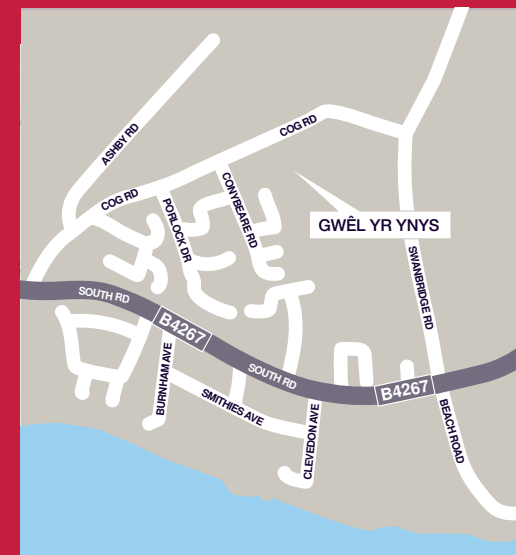 ASHBY RD
COG RD
COG RD
PORLOCK DR
CONYBEARE RD
GWÊL YR YNYS
SWANBRIDGE RD
SOUTH RD
B4267
SOUTH RD
B4267
BURNHAM AVE
SMITHIES AVE
CLEVEDON AVE
BEACH ROAD